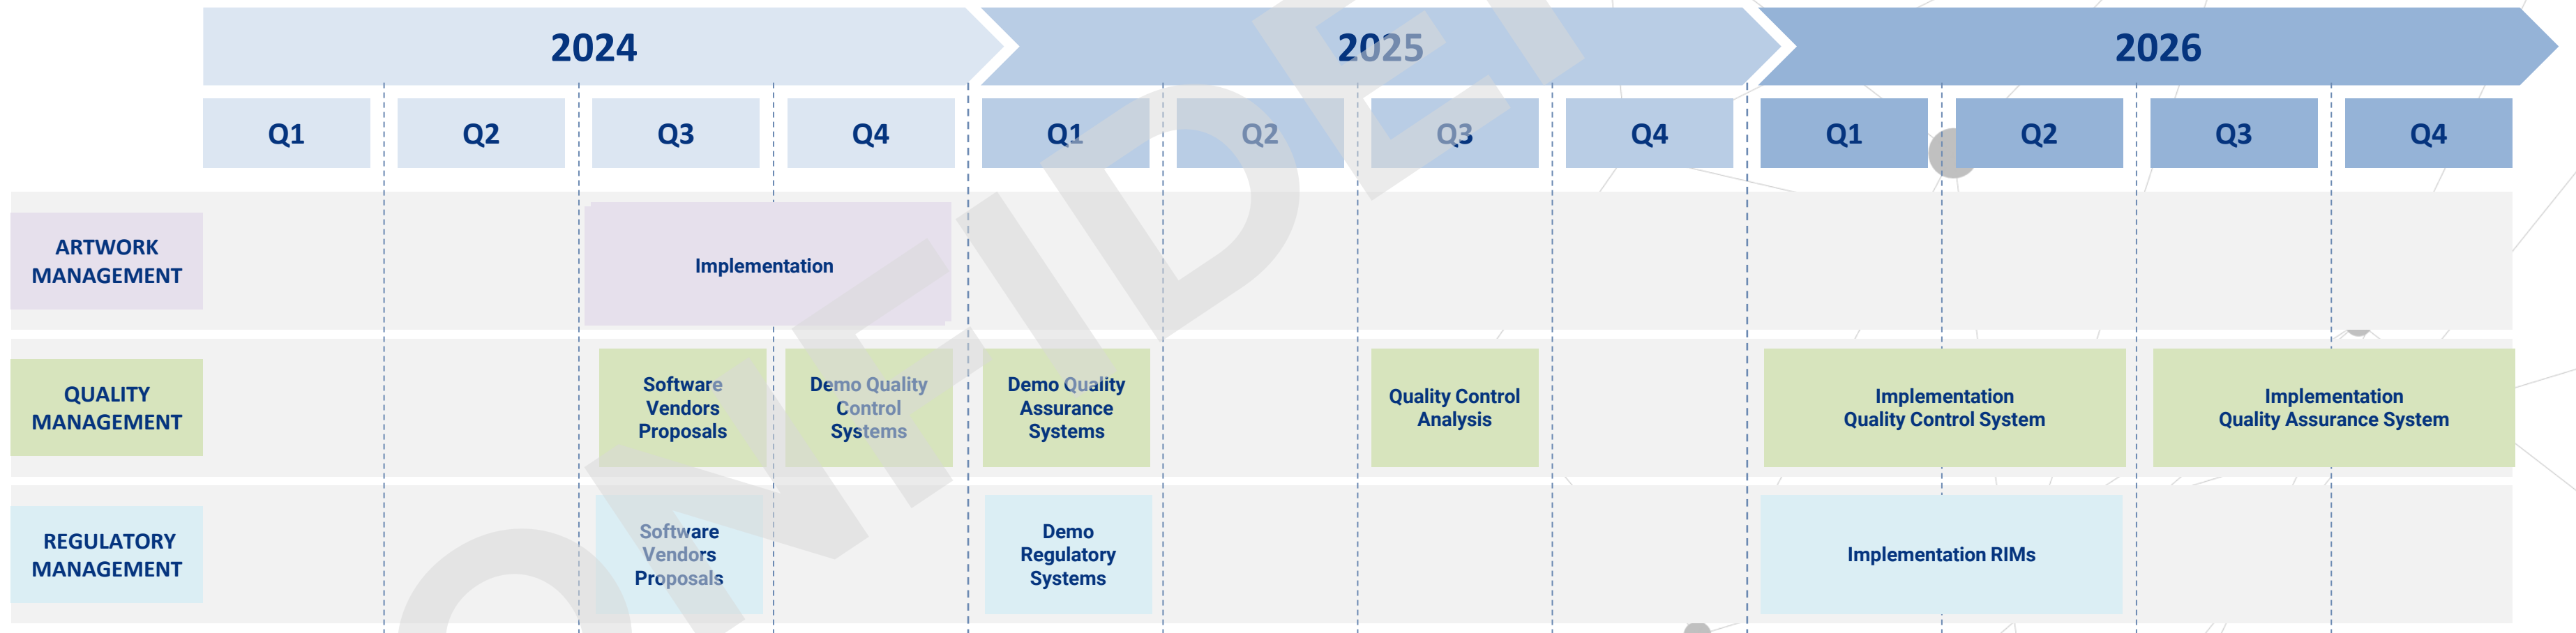 2024
2025
2026
Q1
Q2
Q3
Q4
Q1
Q2
Q3
Q4
Q1
Q2
Q3
Q4
ARTWORK
MANAGEMENT
Implementation
QUALITY
MANAGEMENT
Software
Vendors
Proposals
Demo Quality
Control
Systems
Demo Quality
Assurance
Systems
Quality Control
Analysis
Implementation
Quality Control System
Implementation
Quality Assurance System
REGULATORY
MANAGEMENT
Software
Vendors
Proposals
Demo
Regulatory
Systems
Implementation RIMs